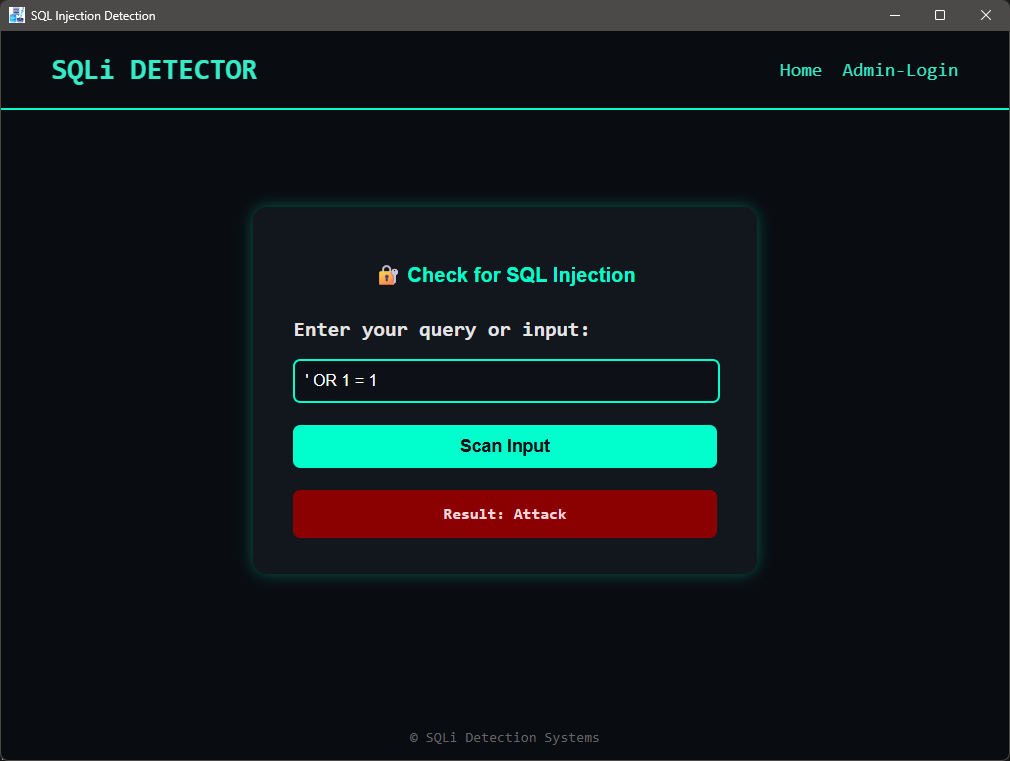 SQL Injection Detection
SQLi DETECTOR
Home Admin-Login
Check for SQL Injection
Enter your query or input:
' OR 1 = 1
Scan Input
Result: Attack
© SQLi Detection Systems